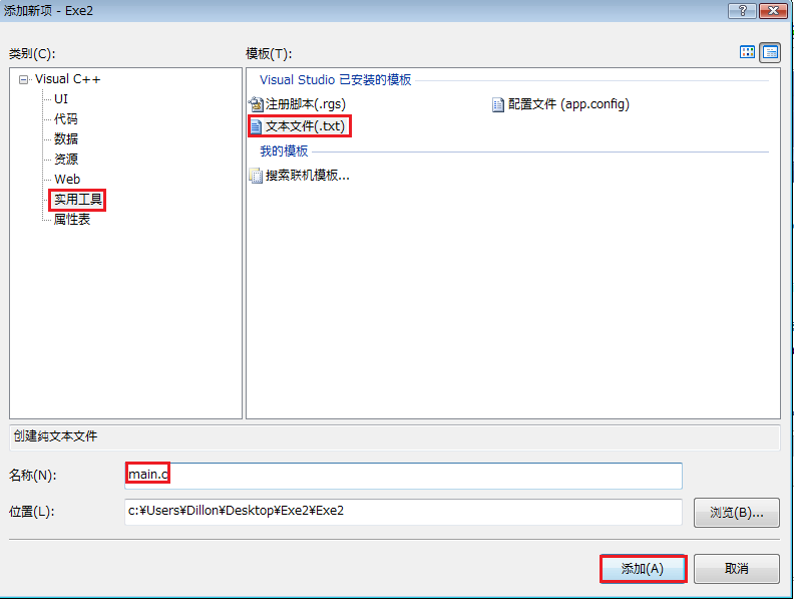 添加新项 - Exe2
类别(C):
模板(T):
Visual C++
UI
代码
数据
资源
Web
实用工具
属性表
Visual Studio 已安装的模板
注册脚本(.rgs)
配置文件 (app.config)
文本文件(.txt)
我的模板
搜索联机模板...
创建纯文本文件
名称(N):
main.c
位置(L):
c:¥Users¥Dillon¥Desktop¥Exe2¥Exe2
浏览(B)...
添加(A)
取消